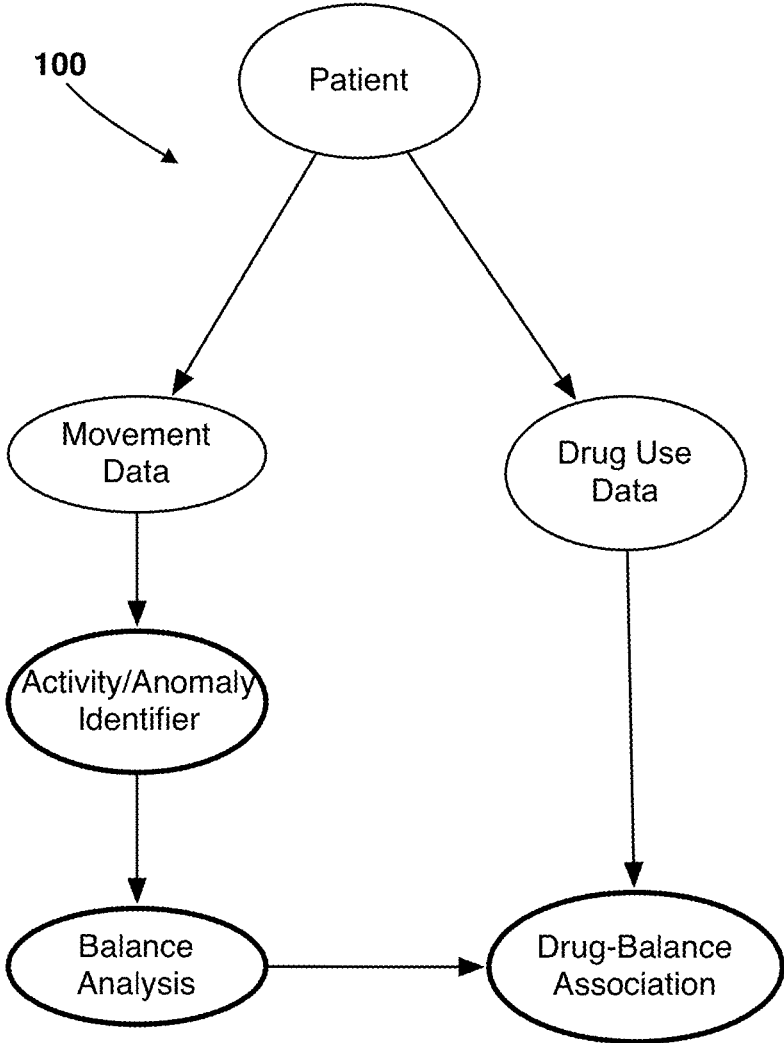 100
Patient
Movement
Data
Drug Use
Data
Activity/Anomaly
Identifier
Balance
Analysis
Drug-Balance
Association